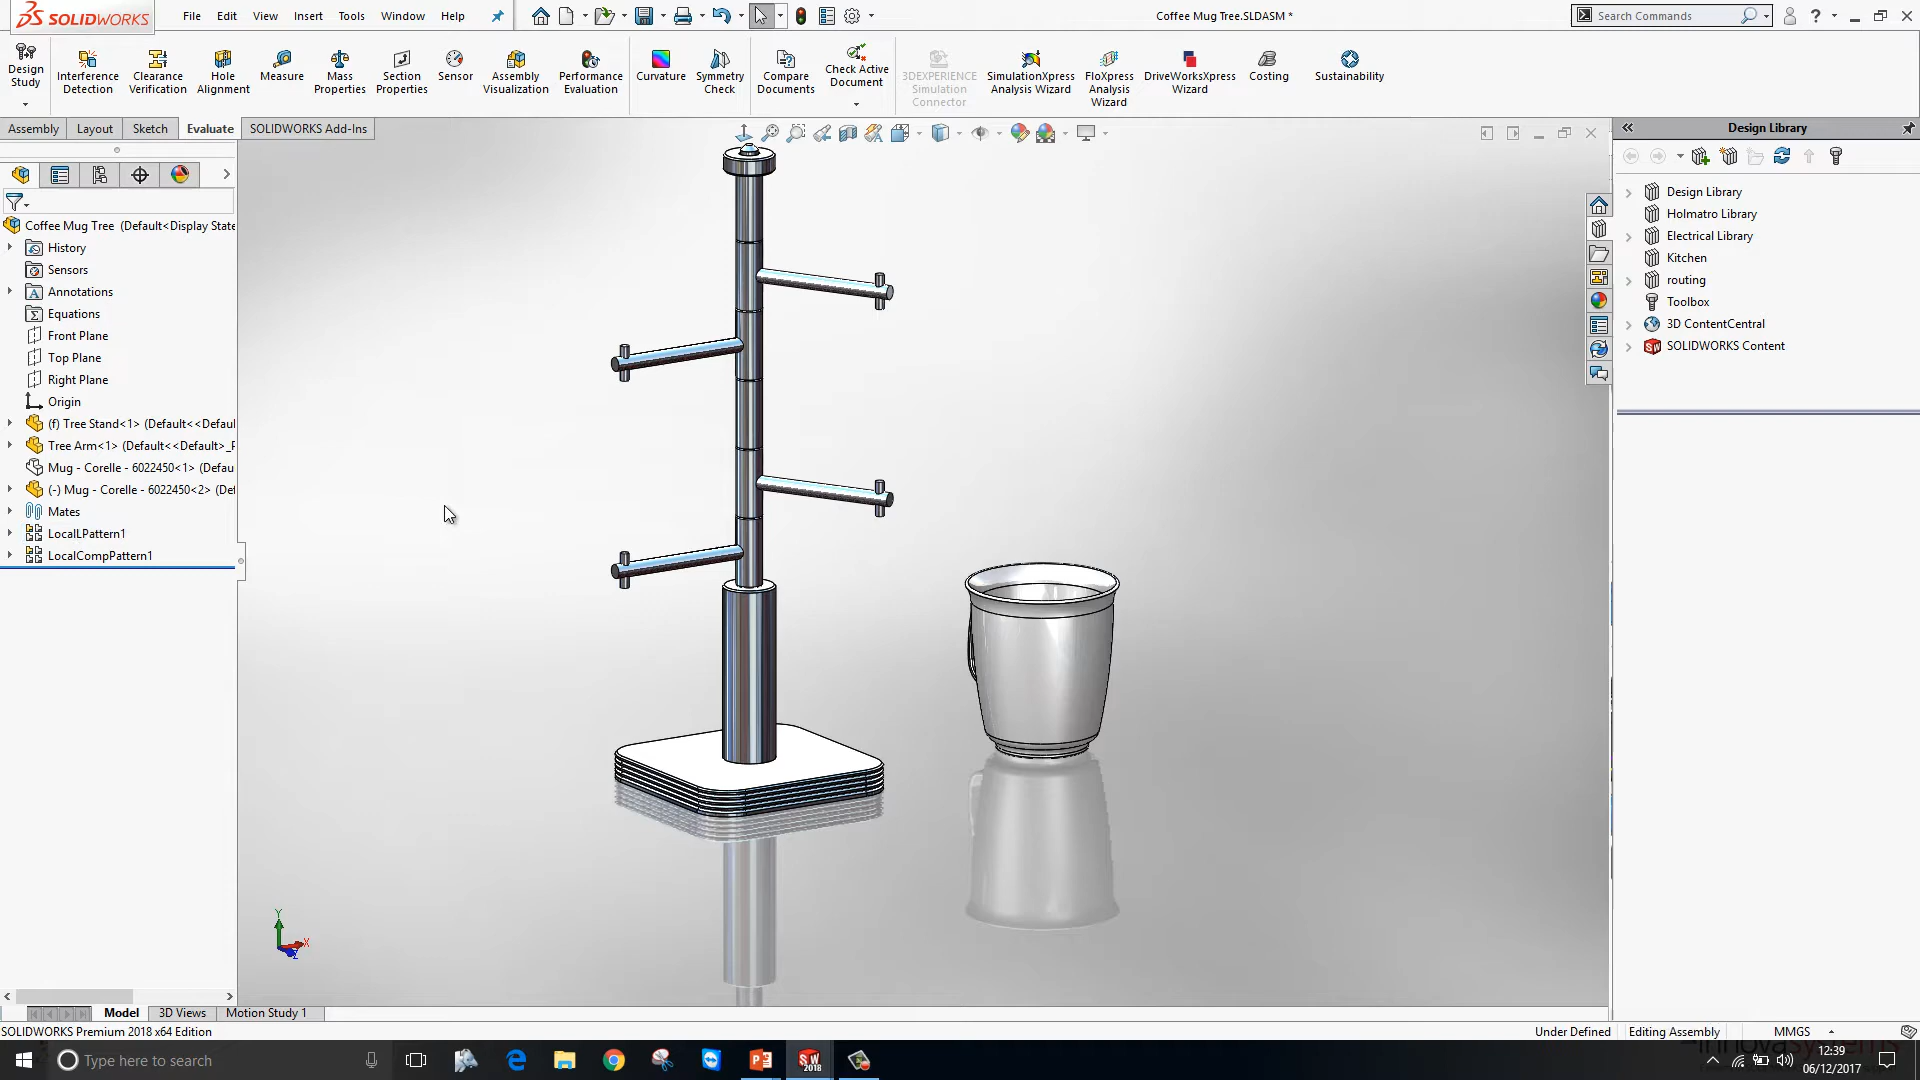 SOLIDWORKS
File Edit View Insert Tools Window Help
Coffee Mug Tree.SLDASM *
Search Commands
Design Study
Interference Detection
Clearance Verification
Hole Alignment
Measure
Mass Properties
Section Properties
Sensor
Assembly Visualization
Performance Evaluation
Curvature
Symmetry Check
Compare Documents
Check Active Document
3DEXPERIENCE Simulation Connector
SimulationXpress Analysis Wizard
FloXpress Analysis Wizard
DriveWorksXpress Wizard
Costing
Sustainability
Assembly Layout Sketch Evaluate SOLIDWORKS Add-Ins
Design Library
Coffee Mug Tree (Default<Display State
History
Sensors
Annotations
Equations
Front Plane
Top Plane
Right Plane
Origin
(f) Tree Stand<1> (Default<<Defaul
Tree Arm<1> (Default<<Default>_
Mug - Corelle - 6022450<1> (Defau
(-) Mug - Corelle - 6022450<2> (Def
Mates
LocalLPattern1
LocalCompPattern1
Design Library
Holmatro Library
Electrical Library
Kitchen
routing
Toolbox
3D ContentCentral
SOLIDWORKS Content
Y
X
Z
Model 3D Views Motion Study 1
SOLIDWORKS Premium 2018 x64 Edition
Under Defined Editing Assembly MMGS
Type here to search
SW 2018
12:39
06/12/2017